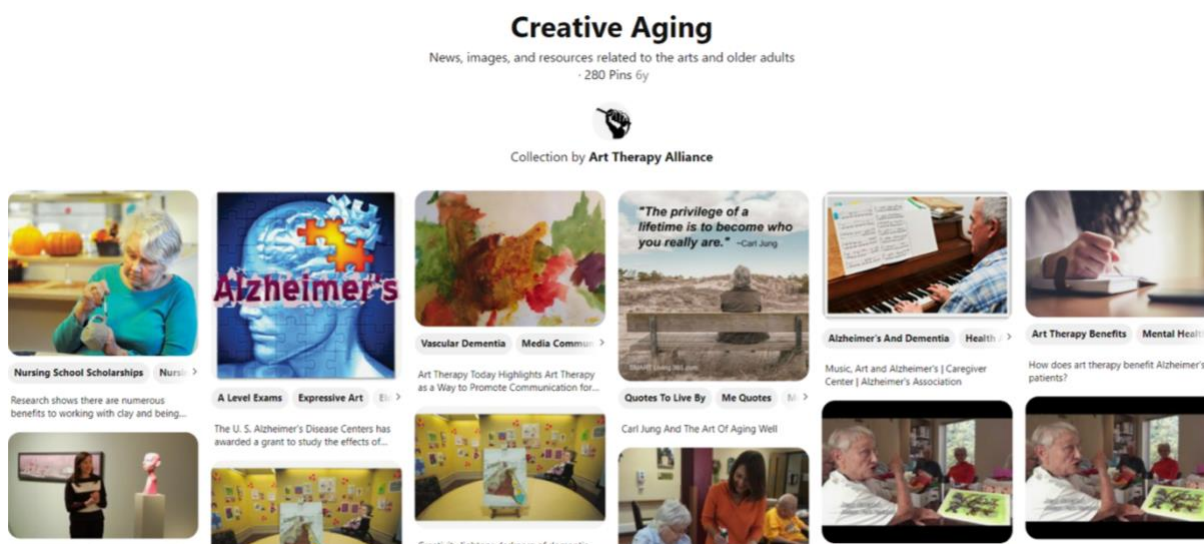 Creative Aging
News, images, and resources related to the arts and older adults
· 280 Pins 6y
Collection by Art Therapy Alliance
Nursing School Scholarships
Research shows there are numerous
benefits to working with clay and being...
Alzheimer's
A Level Exams Expressive Art
The U. S. Alzheimer's Disease Centers has
awarded a grant to study the effects of...
Vascular Dementia Media
Art Therapy Today Highlights Art Therapy
as a Way to Promote Communication for...
"The privilege of a
lifetime is to become who
you really are." ~Carl Jung
Quotes To Live By Me Quotes
Carl Jung And The Art Of Aging Well
Alzheimer's And Dementia Health
Music, Art and Alzheimer's | Caregiver
Center | Alzheimer's Association
Art Therapy Benefits Mental
How does art therapy benefit Alzheimer's
patients?